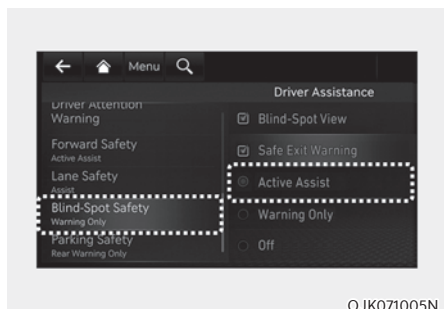 Menu
Driver Assistance
Driver Attention
Warning
Forward Safety
Active Assist
Lane Safety
Assist
Blind-Spot Safety
Warning Only
Parking Safety
Rear Warning Only
Blind-Spot View
Safe Exit Warning
Active Assist
Warning Only
Off
OJK071005N